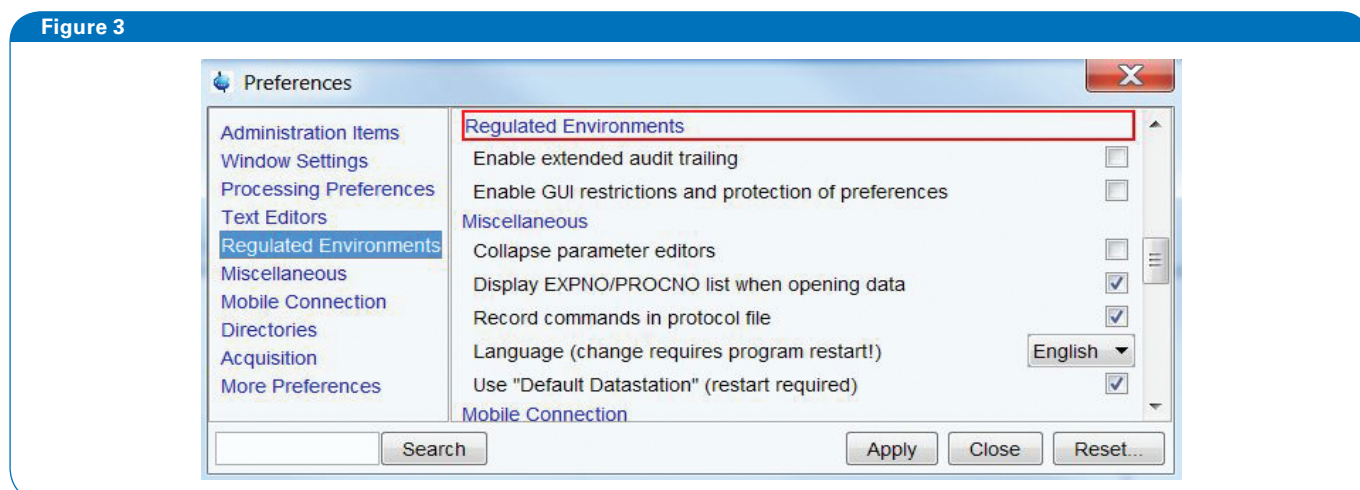 Figure 3
Preferences
Administration Items
Window Settings
Processing Preferences
Text Editors
Regulated Environments
Miscellaneous
Mobile Connection
Directories
Acquisition
More Preferences
Regulated Environments
Enable extended audit trailing
Enable GUI restrictions and protection of preferences
Miscellaneous
Collapse parameter editors
Display EXPNO/PROCNO list when opening data
Record commands in protocol file
Language (change requires program restart!) English
Use "Default Datastation" (restart required)
Mobile Connection
Search Apply Close Reset...